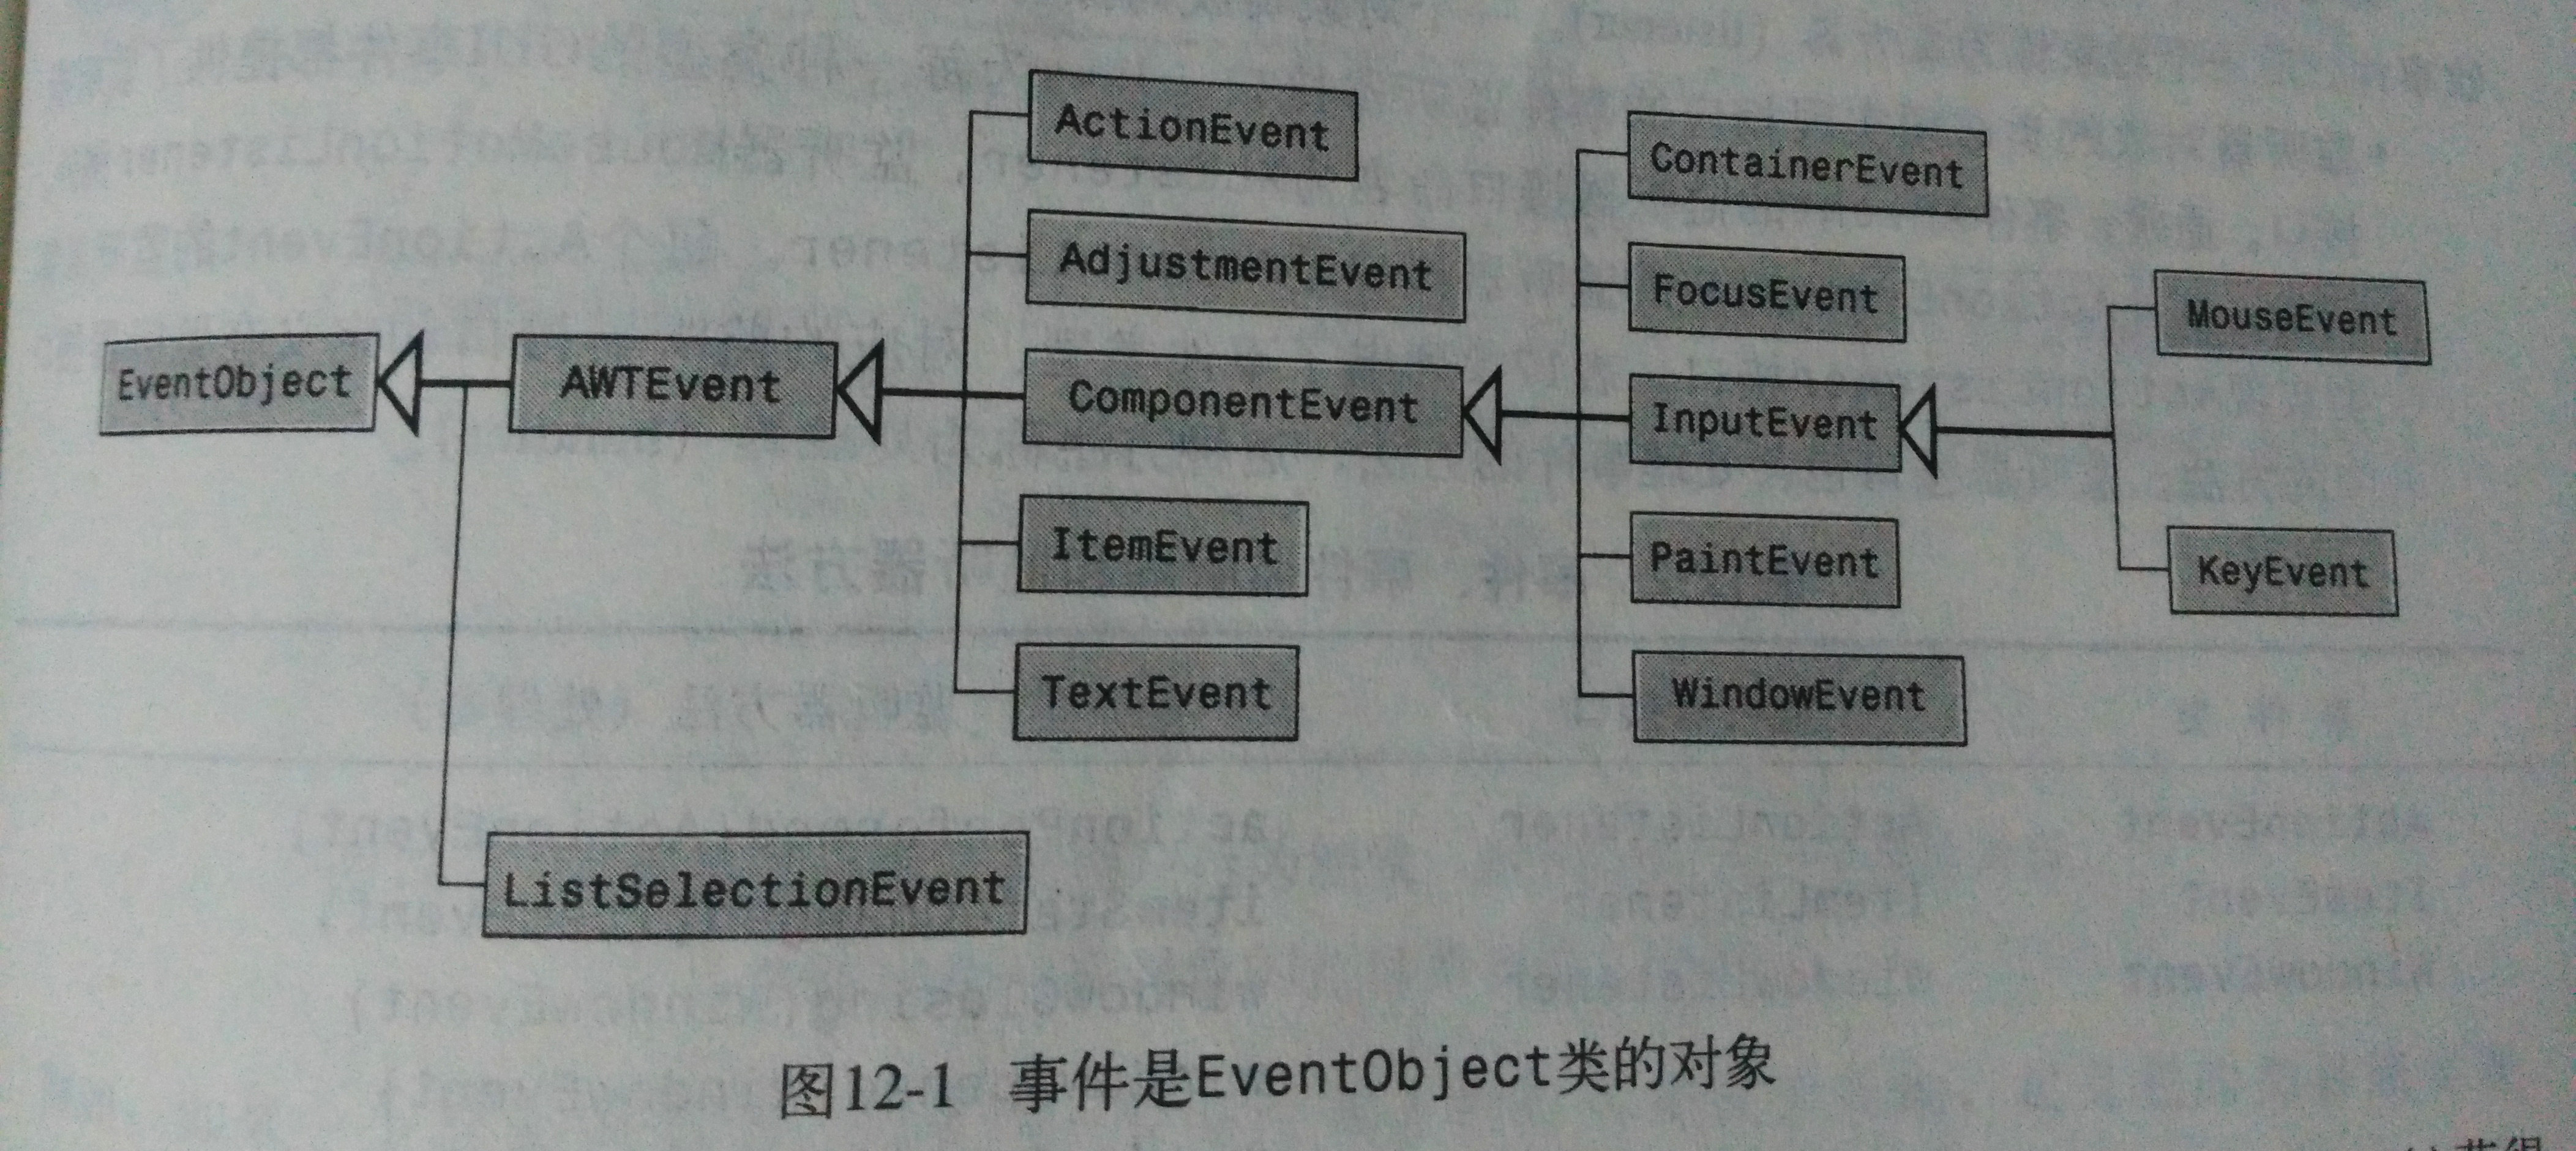 EventObject
AWTEvent
ListSelectionEvent
ActionEvent
AdjustmentEvent
ComponentEvent
ItemEvent
TextEvent
ContainerEvent
FocusEvent
InputEvent
PaintEvent
WindowEvent
MouseEvent
KeyEvent
图12-1 事件是EventObject类的对象